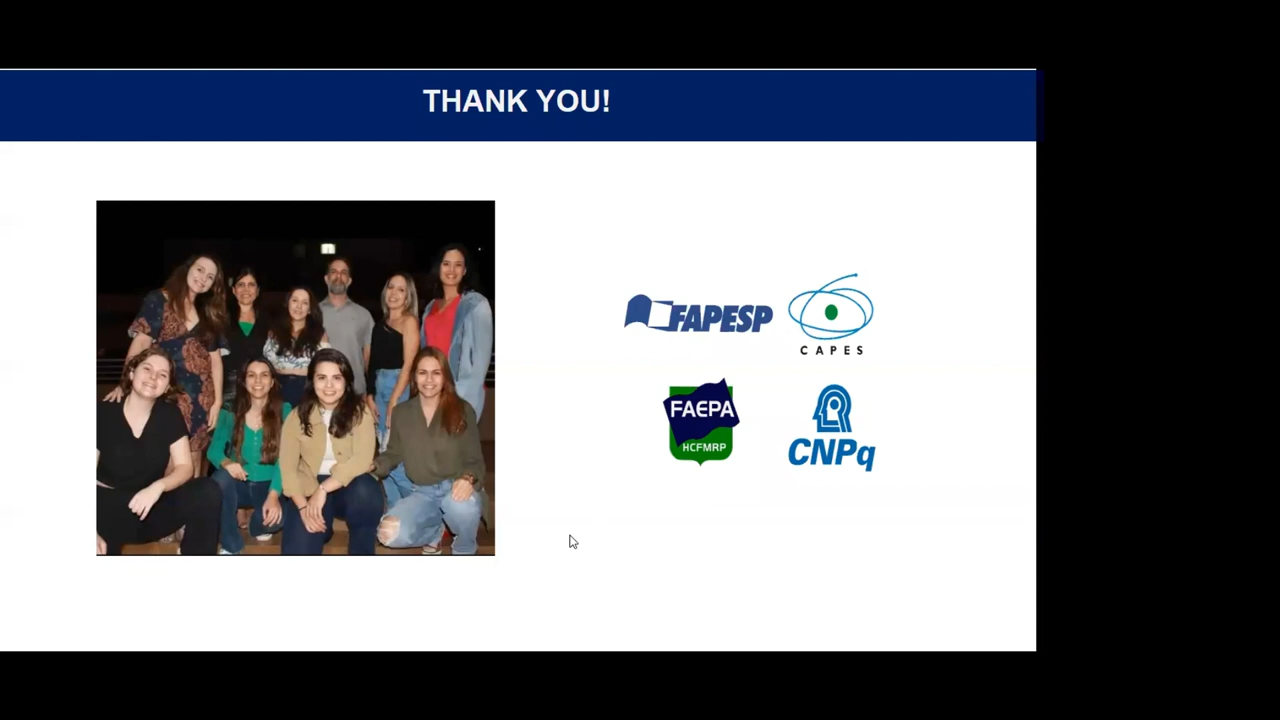 THANK YOU!
FAPESP
CAPES
FAEPA
HCFMRP
CNPq